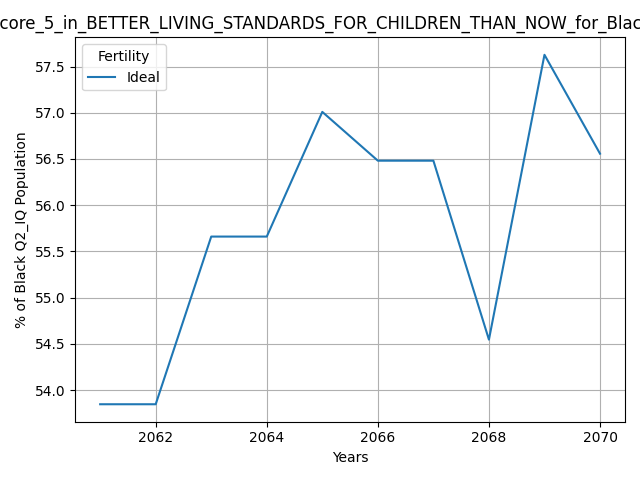 core_5_in_BETTER_LIVING_STANDARDS_FOR_CHILDREN_THAN_NOW_for_Blac
Fertility
Ideal
% of Black Q2_IQ Population
57.5
57.0
56.5
56.0
55.5
55.0
54.5
54.0
2062
2064
2066
2068
2070
Years